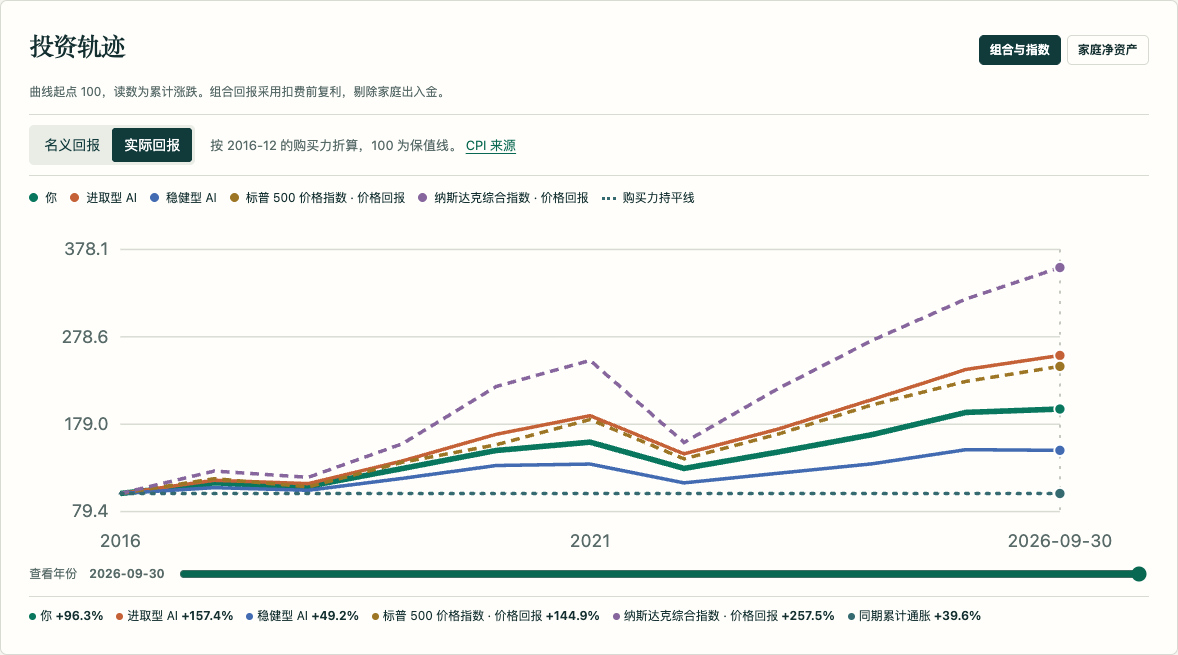 投资轨迹
组合与指数 家庭净资产
曲线起点 100，读数为累计涨跌。组合回报采用扣费前复利，剔除家庭出入金。
名义回报 实际回报 按 2016-12 的购买力折算，100 为保值线。 CPI 来源
你 进取型 AI 稳健型 AI 标普 500 价格指数 · 价格回报 纳斯达克综合指数 · 价格回报 购买力持平线
378.1
278.6
179.0
79.4
2016 2021 2026-09-30
查看年份 2026-09-30
你 +96.3% 进取型 AI +157.4% 稳健型 AI +49.2% 标普 500 价格指数 · 价格回报 +144.9% 纳斯达克综合指数 · 价格回报 +257.5% 同期累计通胀 +39.6%